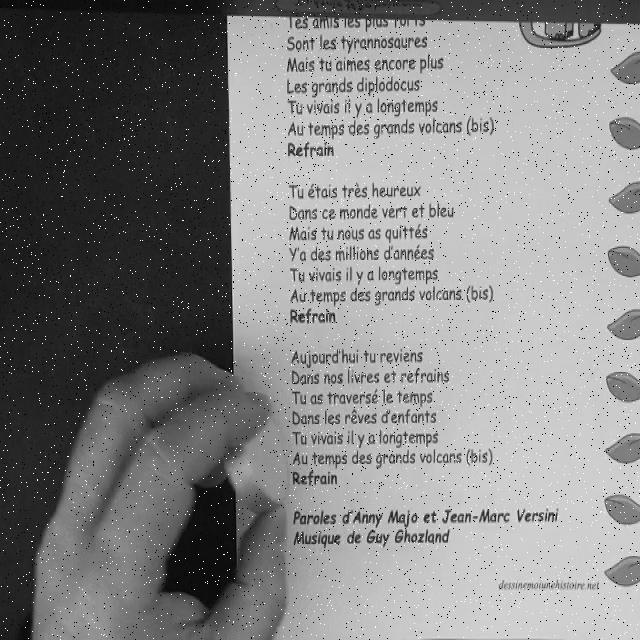 Tes amis les plus forts
Sont les tyrannosaures
Mais tu aimes encore plus
Les grands diplodocus
Tu vivais il y a longtemps
Au temps des grands volcans (bis)
Refrain
Tu étais très heureux
Dans ce monde vert et bleu
Mais tu nous as quittés
Y'a des millions d'années
Tu vivais il y a longtemps
Au temps des grands volcans (bis)
Refrain
Aujourd'hui tu reviens
Dans nos livres et refrains
Tu as traversé le temps
Dans les rêves d'enfants
Tu vivais il y a longtemps
Au temps des grands volcans (bis)
Refrain
Paroles d'Anny Majo et Jean-Marc Versini
Musique de Guy Ghozland
dessinemoiunehistoire.net